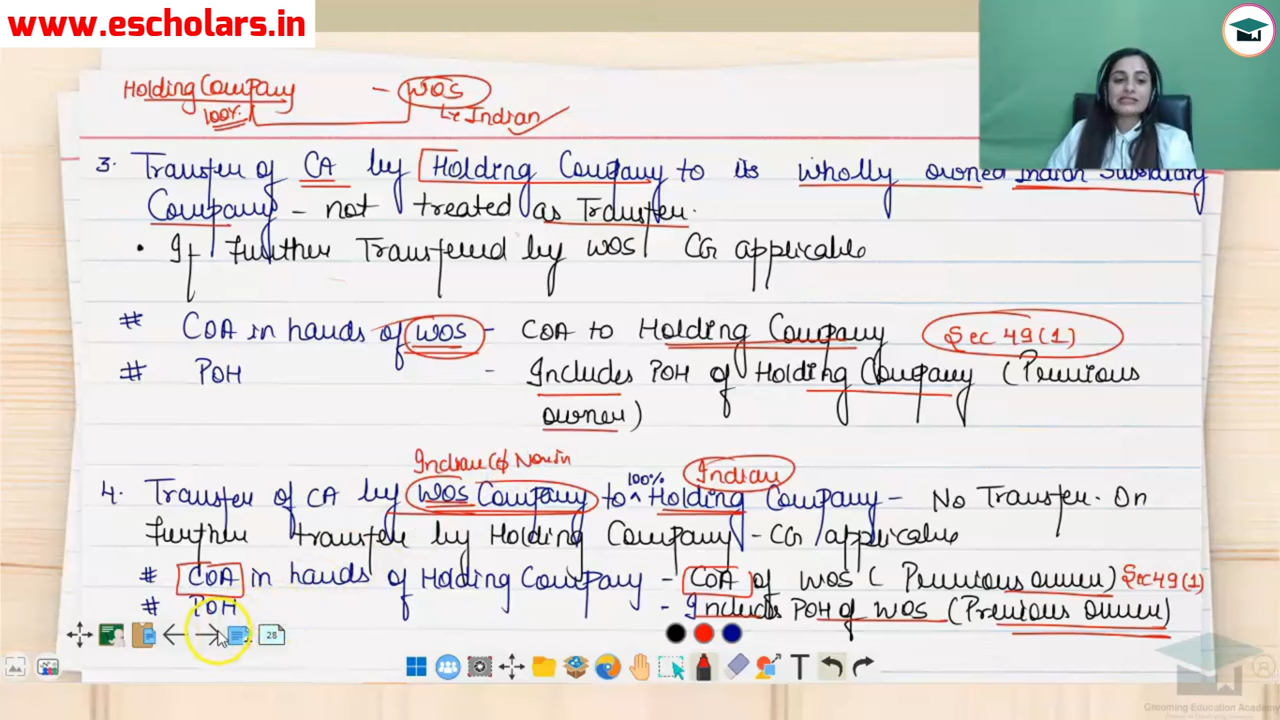 www.escholars.in
Holding Company - WOS
100%. ↳ Indian
3. Transfer of CA by Holding Company to its wholly owned Indian Subsidiary
Company - not treated as Transfer.
• If further Transferred by WOS CG applicable
# COA in hands of WOS - COA to Holding Company Sec 49(1)
# POH - Includes POH of Holding Company (Previous
owner)
Indian Co/ Indian
4. Transfer of CA by WOS Company to ^100% Holding Company - No Transfer. On
further transfer by Holding Company - CG applicable
# COA in hands of Holding Company - COA of WOS (Previous owner) Sec 49(1)
# POH - Includes POH of WOS (Previous owner)
28
T
Grooming Education Academy